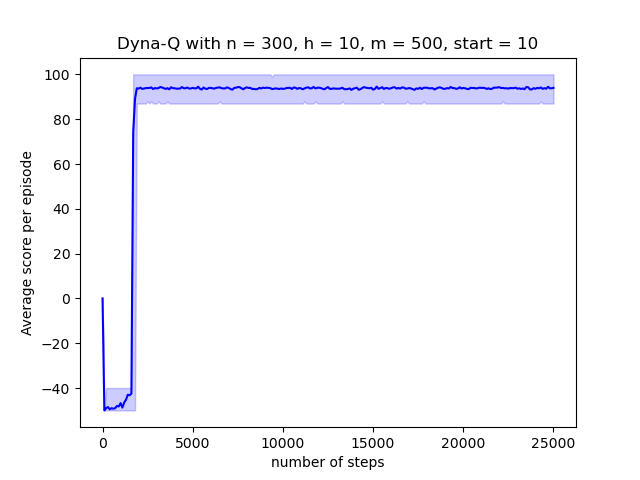 Dyna-Q with n = 300, h = 10, m = 500, start = 10
100
80
60
40
20
0
−20
−40
Average score per episode
0 5000 10000 15000 20000 25000
number of steps